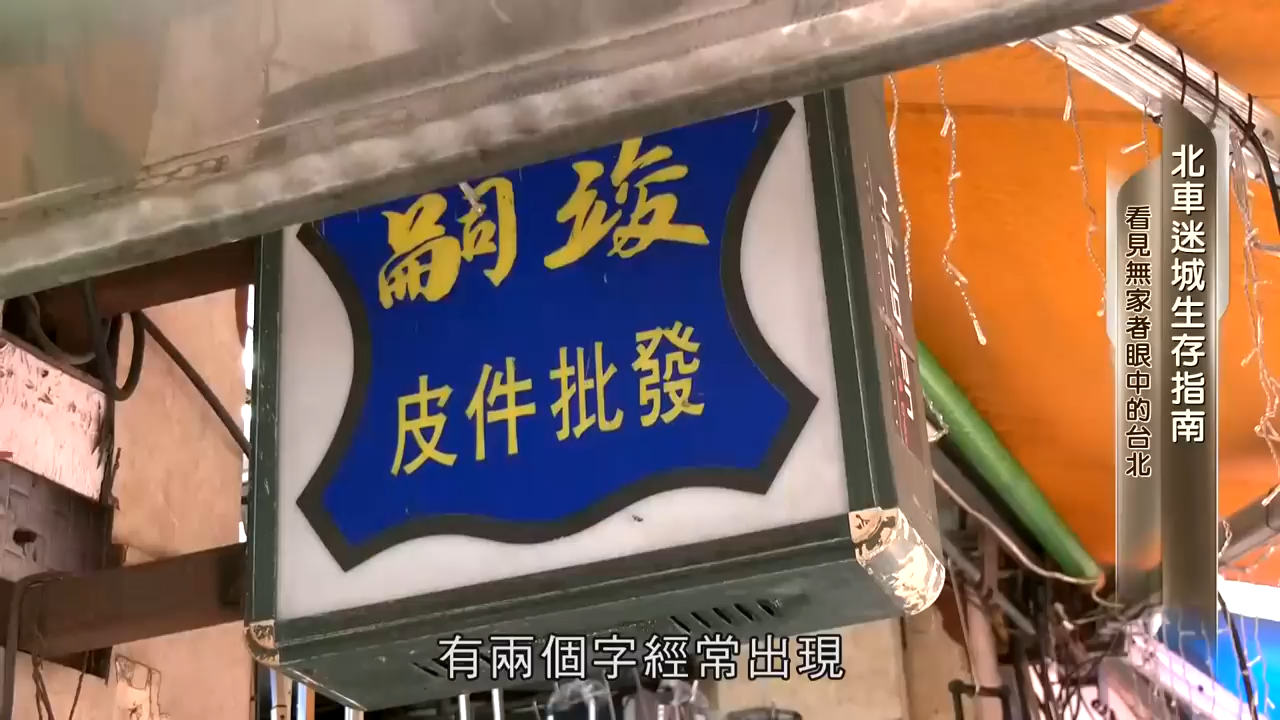 嗣竣
皮件批發
北車迷城生存指南
看見無家者眼中的台北
有兩個字經常出現